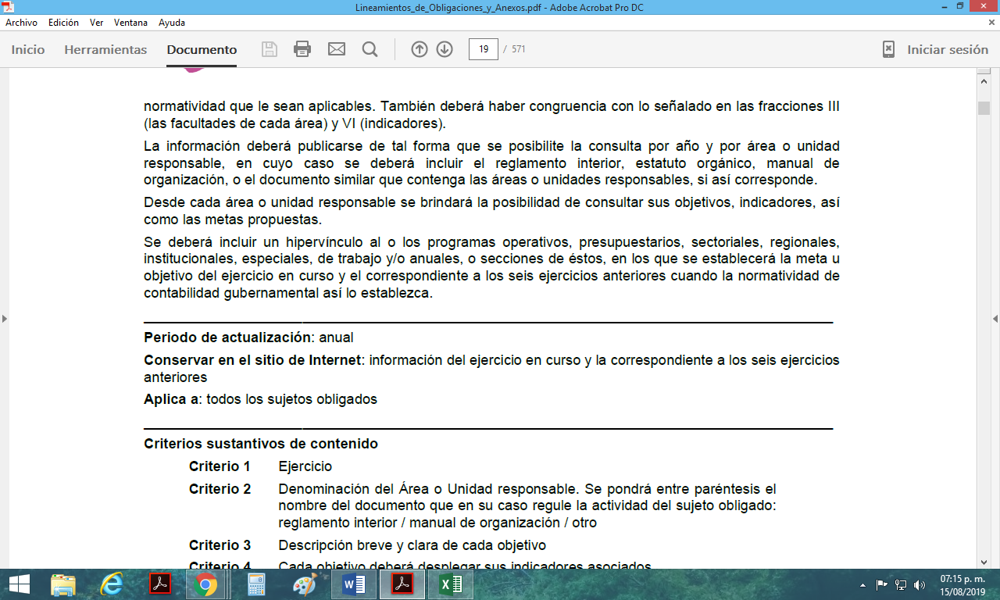 Lineamientos_de_Obligaciones_y_Anexos.pdf - Adobe Acrobat Pro DC
Archivo Edición Ver Ventana Ayuda
Inicio Herramientas Documento 19 / 571 Iniciar sesión
normatividad que le sean aplicables. También deberá haber congruencia con lo señalado en las fracciones III
(las facultades de cada área) y VI (indicadores).
La información deberá publicarse de tal forma que se posibilite la consulta por año y por área o unidad
responsable, en cuyo caso se deberá incluir el reglamento interior, estatuto orgánico, manual de
organización, o el documento similar que contenga las áreas o unidades responsables, si así corresponde.
Desde cada área o unidad responsable se brindará la posibilidad de consultar sus objetivos, indicadores, así
como las metas propuestas.
Se deberá incluir un hipervínculo al o los programas operativos, presupuestarios, sectoriales, regionales,
institucionales, especiales, de trabajo y/o anuales, o secciones de éstos, en los que se establecerá la meta u
objetivo del ejercicio en curso y el correspondiente a los seis ejercicios anteriores cuando la normatividad de
contabilidad gubernamental así lo establezca.
Periodo de actualización: anual
Conservar en el sitio de Internet: información del ejercicio en curso y la correspondiente a los seis ejercicios
anteriores
Aplica a: todos los sujetos obligados
Criterios sustantivos de contenido
Criterio 1 Ejercicio
Criterio 2 Denominación del Área o Unidad responsable. Se pondrá entre paréntesis el
nombre del documento que en su caso regule la actividad del sujeto obligado:
reglamento interior / manual de organización / otro
Criterio 3 Descripción breve y clara de cada objetivo
Criterio 4 Cada objetivo deberá desplegar sus indicadores asociados
07:15 p. m.
15/08/2019